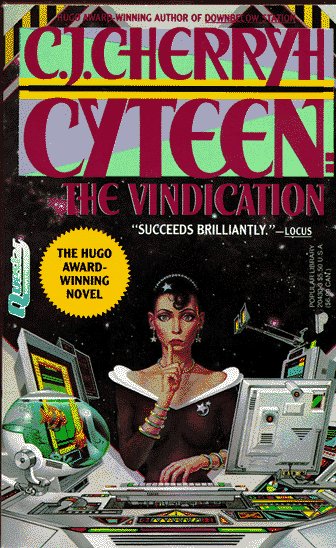 HUGO AWARD-WINNING AUTHOR OF DOWNBELOW STATION
C.J. CHERRYH
CYTEEN:
THE VINDICATION
"SUCCEEDS BRILLIANTLY."—LOCUS
THE HUGO
AWARD-
WINNING
NOVEL
Questar
POPULAR LIBRARY